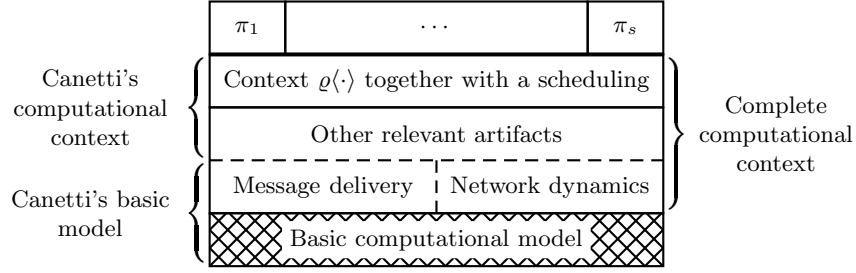 π₁ ⋯ πₛ
Canetti's
computational
context
Context ϱ⟨·⟩ together with a scheduling
Other relevant artifacts
Complete
computational
context
Canetti's basic
model
Message delivery
Network dynamics
Basic computational model